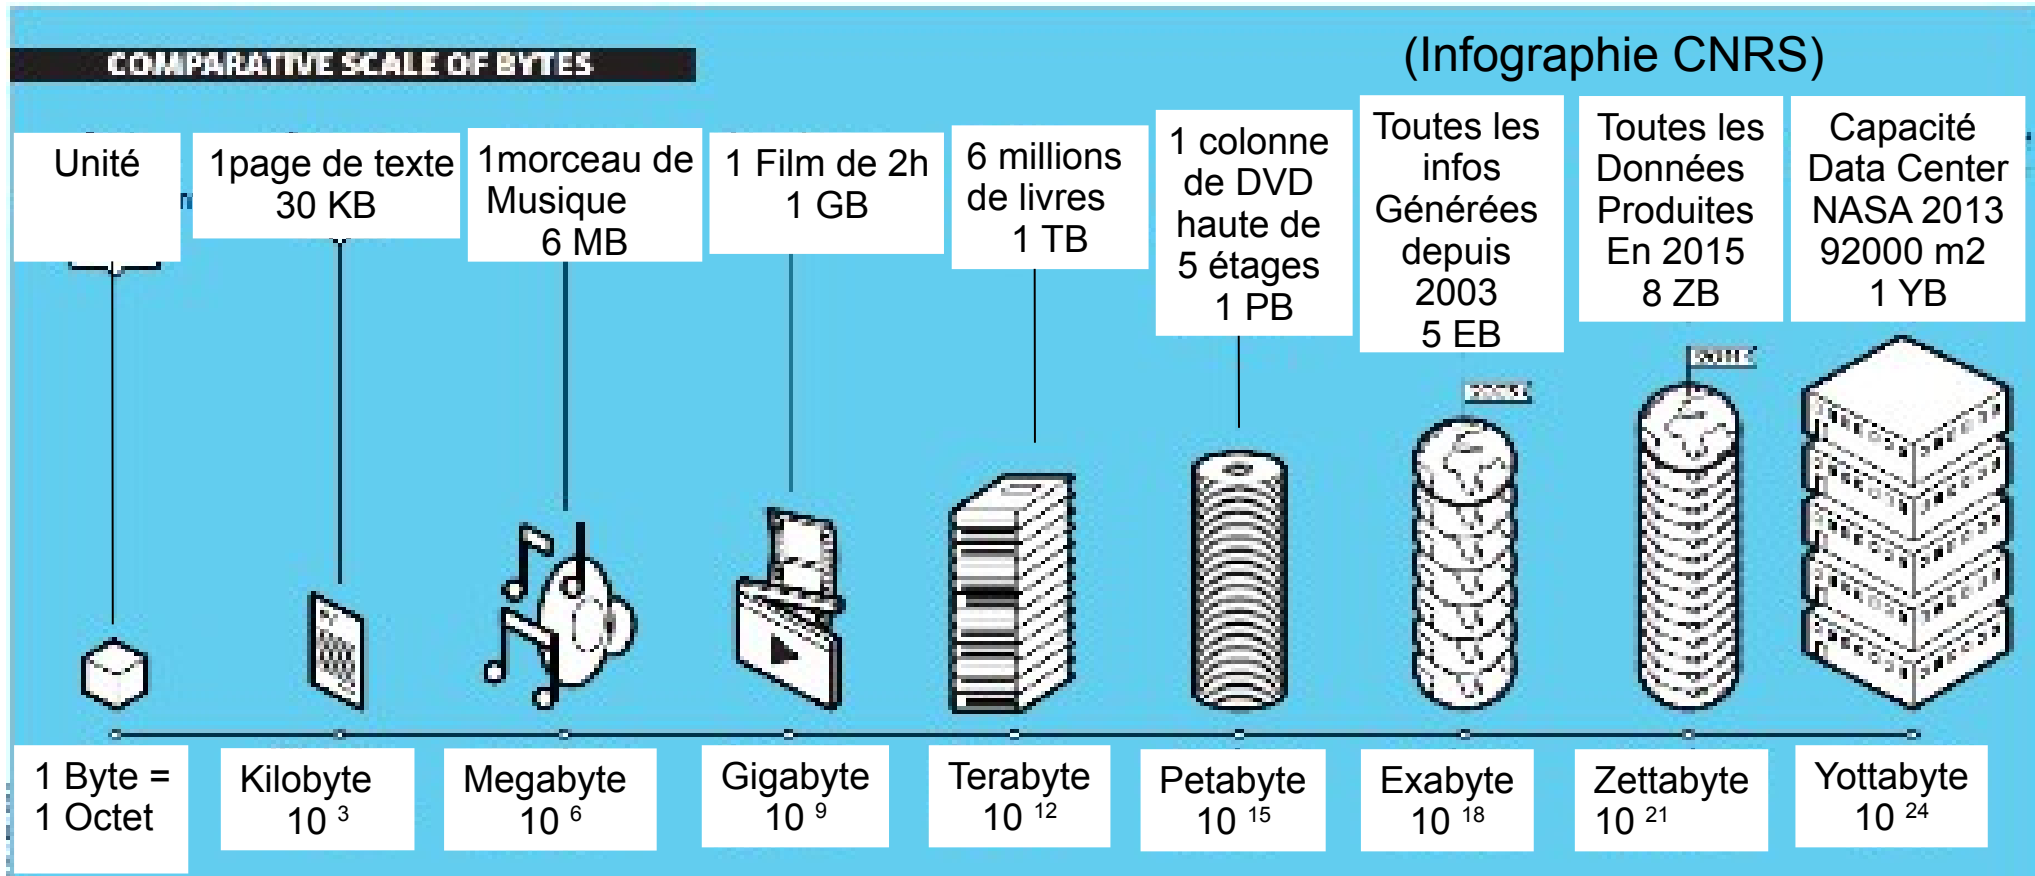 COMPARATIVE SCALE OF BYTES
(Infographie CNRS)
Unité
1page de texte
30 KB
1morceau de
Musique
6 MB
1 Film de 2h
1 GB
6 millions
de livres
1 TB
1 colonne
de DVD
haute de
5 étages
1 PB
Toutes les
infos
Générées
depuis
2003
5 EB
Toutes les
Données
Produites
En 2015
8 ZB
Capacité
Data Center
NASA 2013
92000 m2
1 YB
1 Byte =
1 Octet
Kilobyte
10 3
Megabyte
10 6
Gigabyte
10 9
Terabyte
10 12
Petabyte
10 15
Exabyte
10 18
Zettabyte
10 21
Yottabyte
10 24